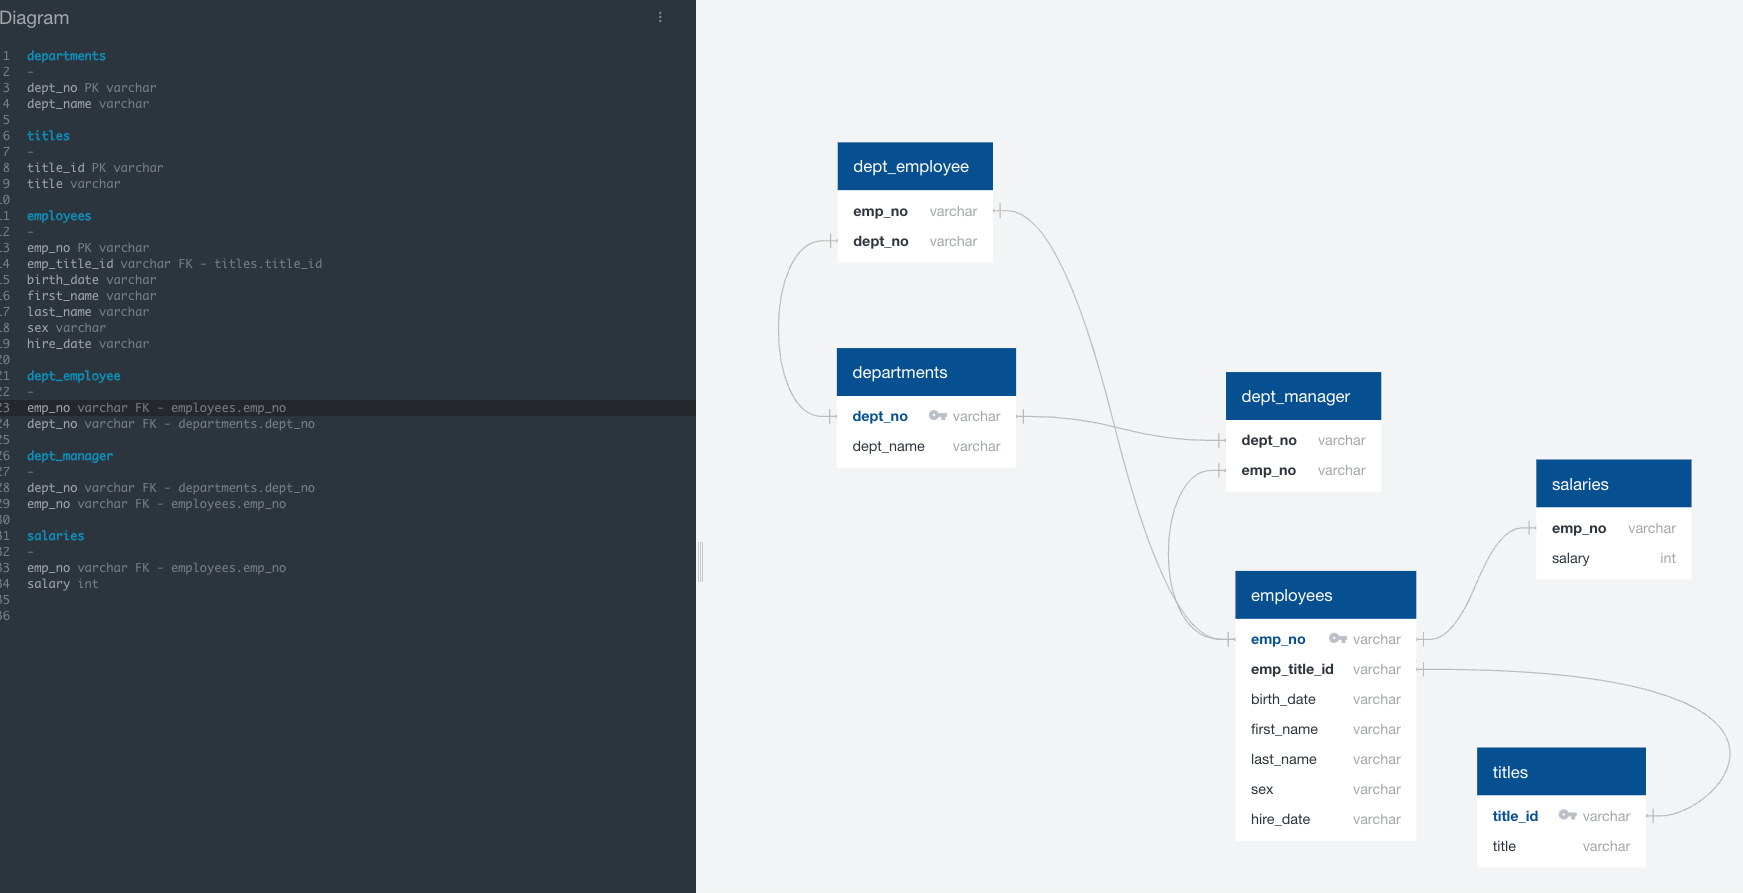 Diagram
1 departments
2 -
3 dept_no PK varchar
4 dept_name varchar
5
6 titles
7 -
8 title_id PK varchar
9 title varchar
10
11 employees
12 -
13 emp_no PK varchar
14 emp_title_id varchar FK - titles.title_id
15 birth_date varchar
16 first_name varchar
17 last_name varchar
18 sex varchar
19 hire_date varchar
20
21 dept_employee
22 -
23 emp_no varchar FK - employees.emp_no
24 dept_no varchar FK - departments.dept_no
25
26 dept_manager
27 -
28 dept_no varchar FK - departments.dept_no
29 emp_no varchar FK - employees.emp_no
30
31 salaries
32 -
33 emp_no varchar FK - employees.emp_no
34 salary int
35
36
dept_employee
emp_no varchar
dept_no varchar
departments
dept_no varchar
dept_name varchar
dept_manager
dept_no varchar
emp_no varchar
salaries
emp_no varchar
salary int
employees
emp_no varchar
emp_title_id varchar
birth_date varchar
first_name varchar
last_name varchar
sex varchar
hire_date varchar
titles
title_id varchar
title varchar